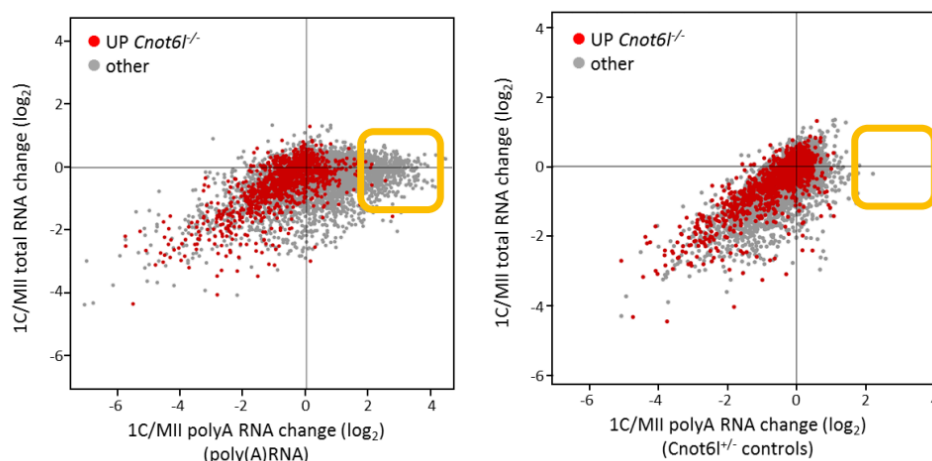 UP Cnot6l-/-
other
1C/MII total RNA change (log2)
4
2
0
-2
-4
-6
-6
-4
-2
0
2
4
1C/MII polyA RNA change (log2)
(poly(A)RNA)
UP Cnot6l-/-
other
1C/MII total RNA change (log2)
4
2
0
-2
-4
-6
-6
-4
-2
0
2
4
1C/MII polyA RNA change (log2)
(Cnot6l+/- controls)